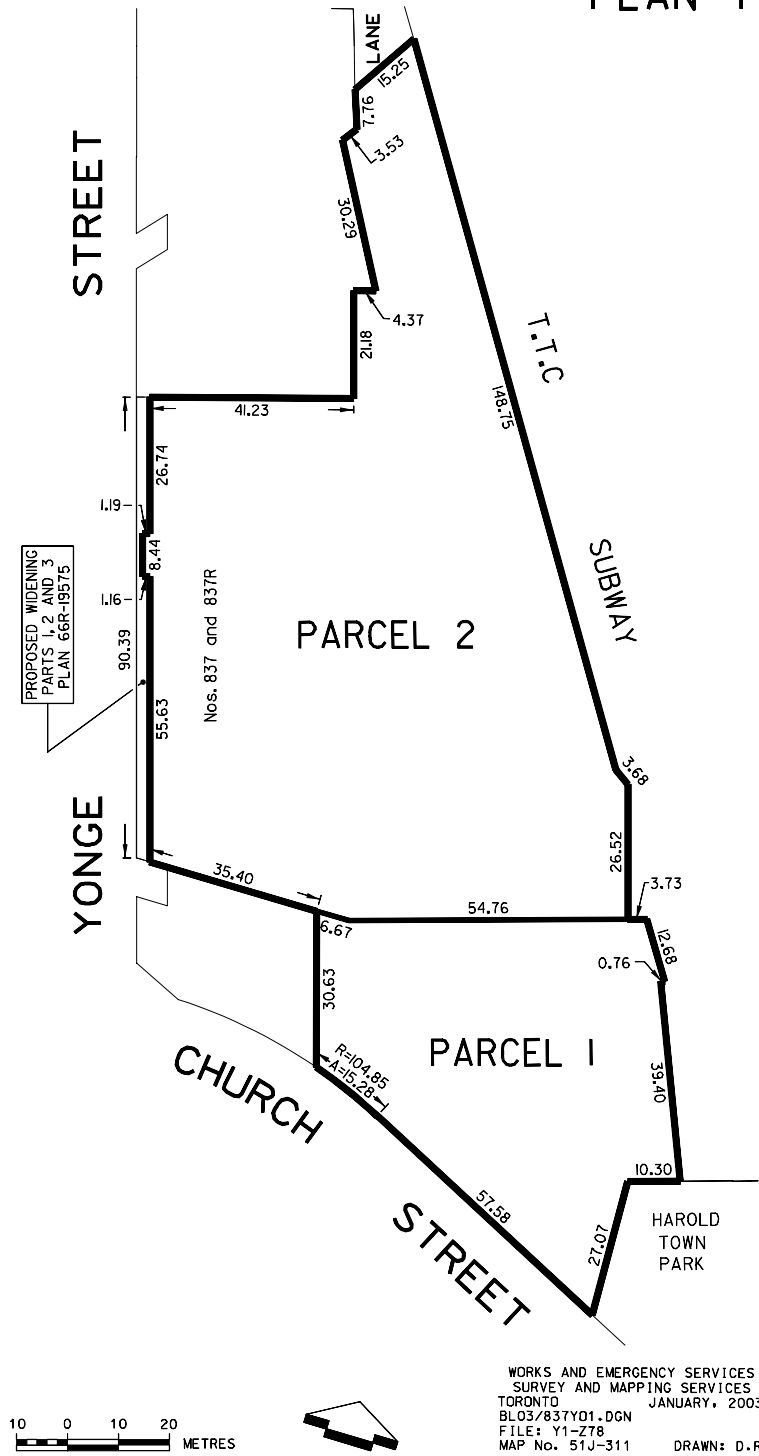 PLAN 1
LANE
15.25
7.76
3.53
STREET
30.29
4.37
21.18
T.T.C
148.75
41.23
26.74
1.19
8.44
1.16
PROPOSED WIDENING
PARTS 1, 2 AND 3
PLAN 66R-19575
90.39
Nos. 837 and 837R
PARCEL 2
SUBWAY
55.63
3.68
YONGE
26.52
35.40
3.73
54.76
6.67
12.68
0.76
30.63
PARCEL 1
R=104.85
A=15.28
CHURCH
39.40
10.30
57.58
STREET
27.07
HAROLD
TOWN
PARK
10 0 10 20
METRES
WORKS AND EMERGENCY SERVICES
SURVEY AND MAPPING SERVICES
TORONTO JANUARY, 2003
BL03/837Y01.DGN
FILE: Y1-Z78
MAP No. 51J-311 DRAWN: D.R